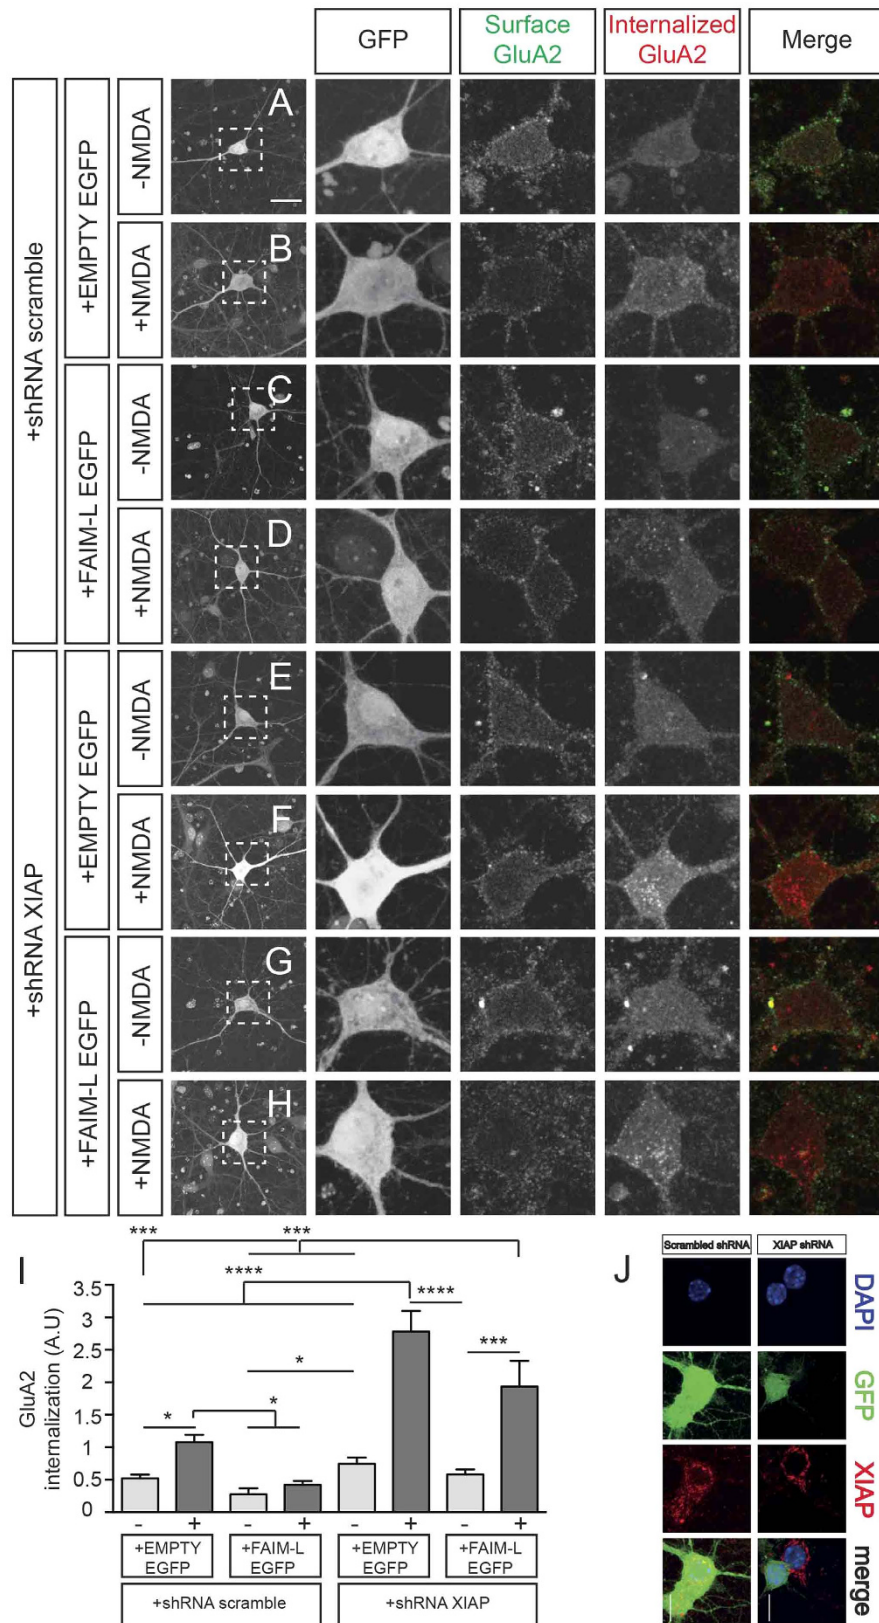 GFP
Surface
GluA2
Internalized
GluA2
Merge
+shRNA scramble
+EMPTY EGFP
-NMDA
A
+NMDA
B
+FAIM-L EGFP
-NMDA
C
+NMDA
D
+shRNA XIAP
+EMPTY EGFP
-NMDA
E
+NMDA
F
+FAIM-L EGFP
-NMDA
G
+NMDA
H
I
*** ***
****
****
***
*
*
*
GluA2
internalization (A.U)
3.5
3
2.5
2
1.5
1
0.5
0
- + - + - + - +
+EMPTY
EGFP
+FAIM-L
EGFP
+EMPTY
EGFP
+FAIM-L
EGFP
+shRNA scramble
+shRNA XIAP
J
Scrambled shRNA
XIAP shRNA
DAPI
GFP
XIAP
merge